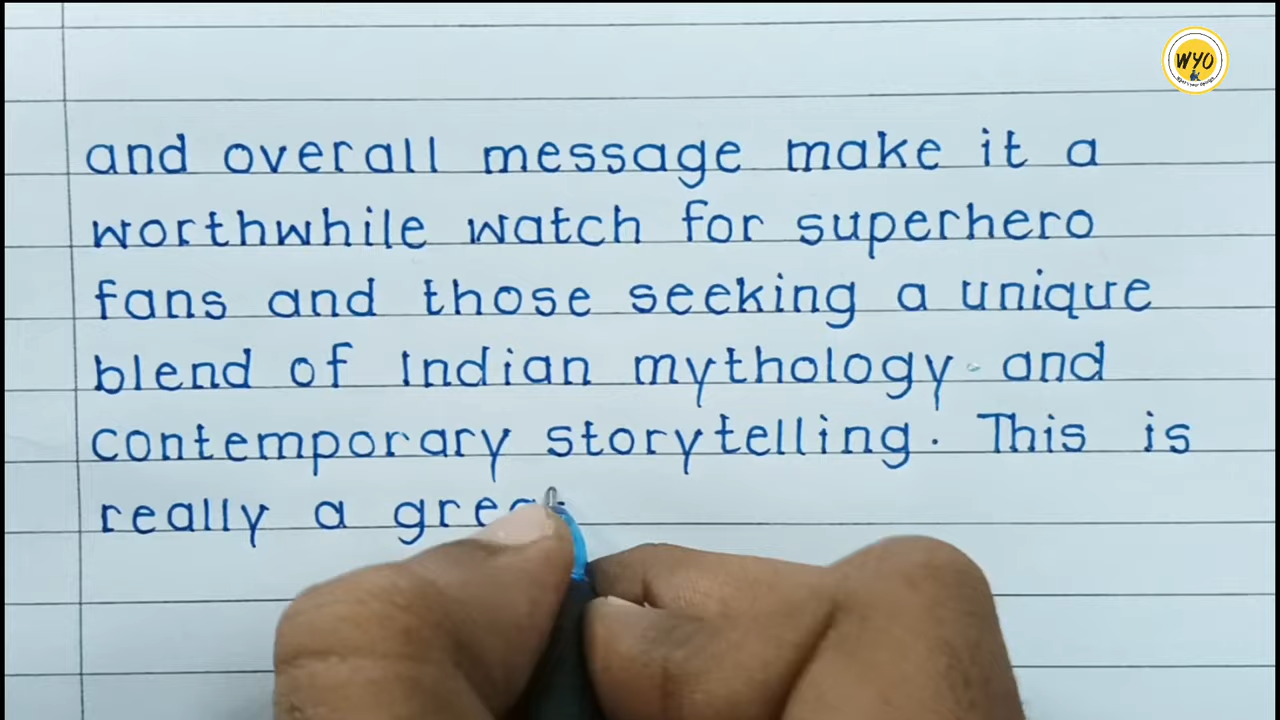 WYO
and overall message make it a
worthwhile watch for superhero
fans and those seeking a unique
blend of Indian mythology and
contemporary storytelling. This is
really a